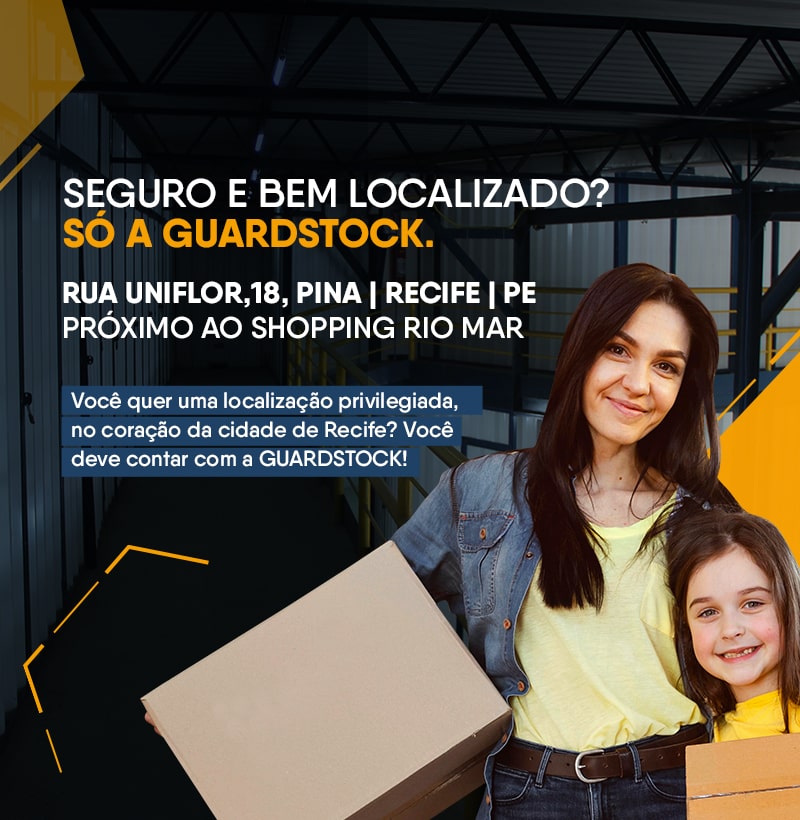 SEGURO E BEM LOCALIZADO?
SÓ A GUARDSTOCK.
RUA UNIFLOR,18, PINA | RECIFE | PE
PRÓXIMO AO SHOPPING RIO MAR
Você quer uma localização privilegiada,
no coração da cidade de Recife? Você
deve contar com a GUARDSTOCK!